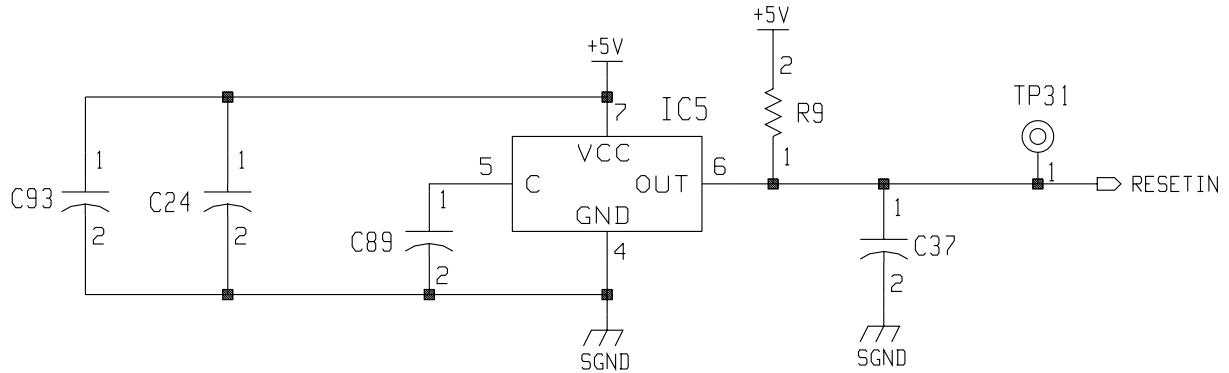 +5V
+5V
2
R9
1
TP31
1
7
IC5
VCC
5
C
OUT
6
GND
4
RESETIN
1
C93
2
1
C24
2
1
C89
2
1
C37
2
SGND
SGND